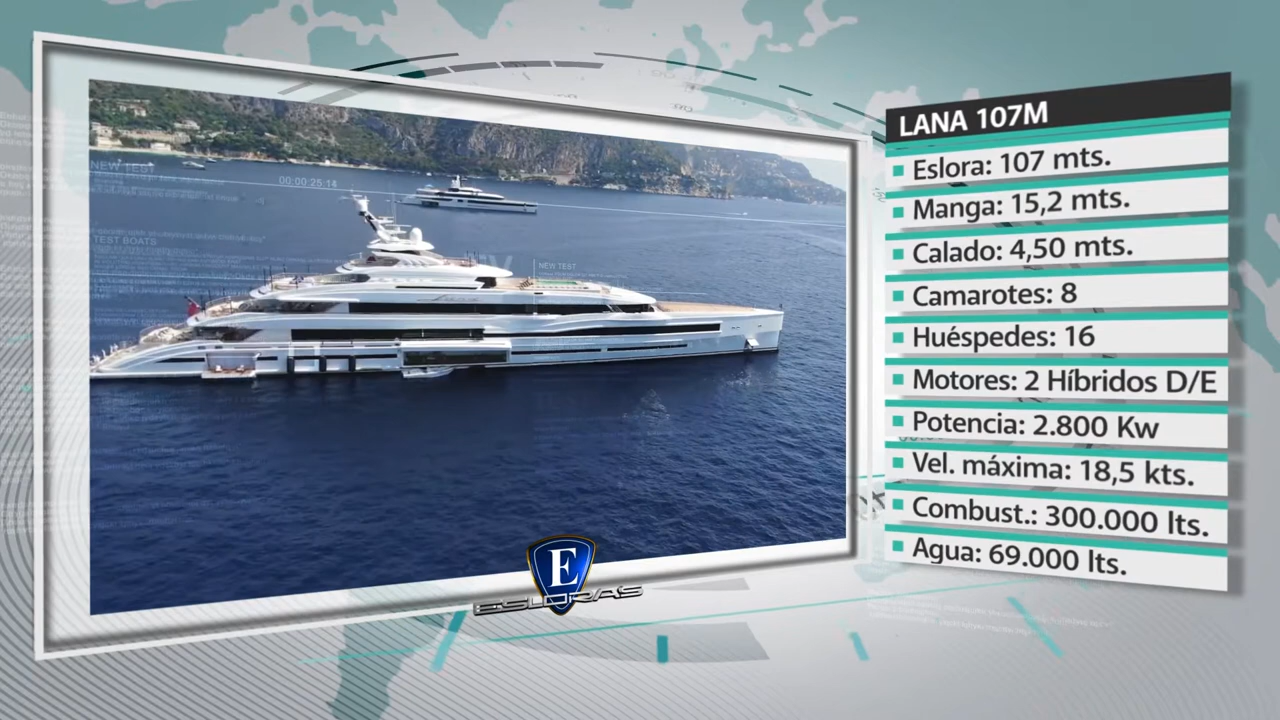 LANA 107M
Eslora: 107 mts.
Manga: 15,2 mts.
Calado: 4,50 mts.
Camarotes: 8
Huéspedes: 16
Motores: 2 Híbridos D/E
Potencia: 2.800 Kw
Vel. máxima: 18,5 kts.
Combust.: 300.000 lts.
Agua: 69.000 lts.
NEW TEST
00:00:25:14
TEST BOATS
NEW TEST
E
ESLORAS